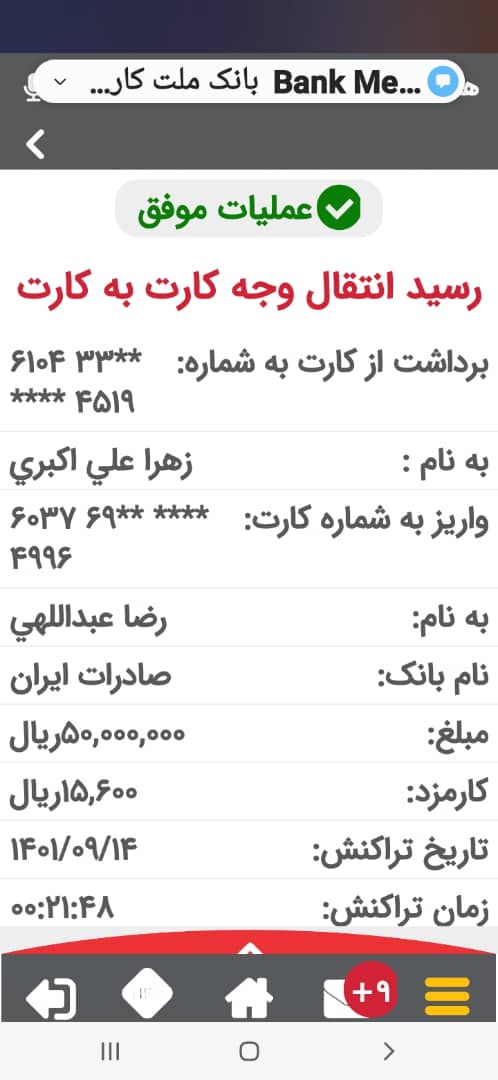 بانک ملت کار... Bank Me...
عملیات موفق
رسید انتقال وجه کارت به کارت
برداشت از کارت به شماره: ۶۱۰۴ ۳۳**
**** ۴۵۱۹
به نام : زهرا علي اكبري
واریز به شماره کارت: ۶۰۳۷ ۶۹** ****
۴۹۹۶
به نام: رضا عبداللهي
نام بانک: صادرات ایران
مبلغ: ۵۰,۰۰۰,۰۰۰ریال
کارمزد: ۱۵,۶۰۰ریال
تاریخ تراکنش: ۱۴۰۱/۰۹/۱۴
زمان تراکنش: ۰۰:۲۱:۴۸
+۹